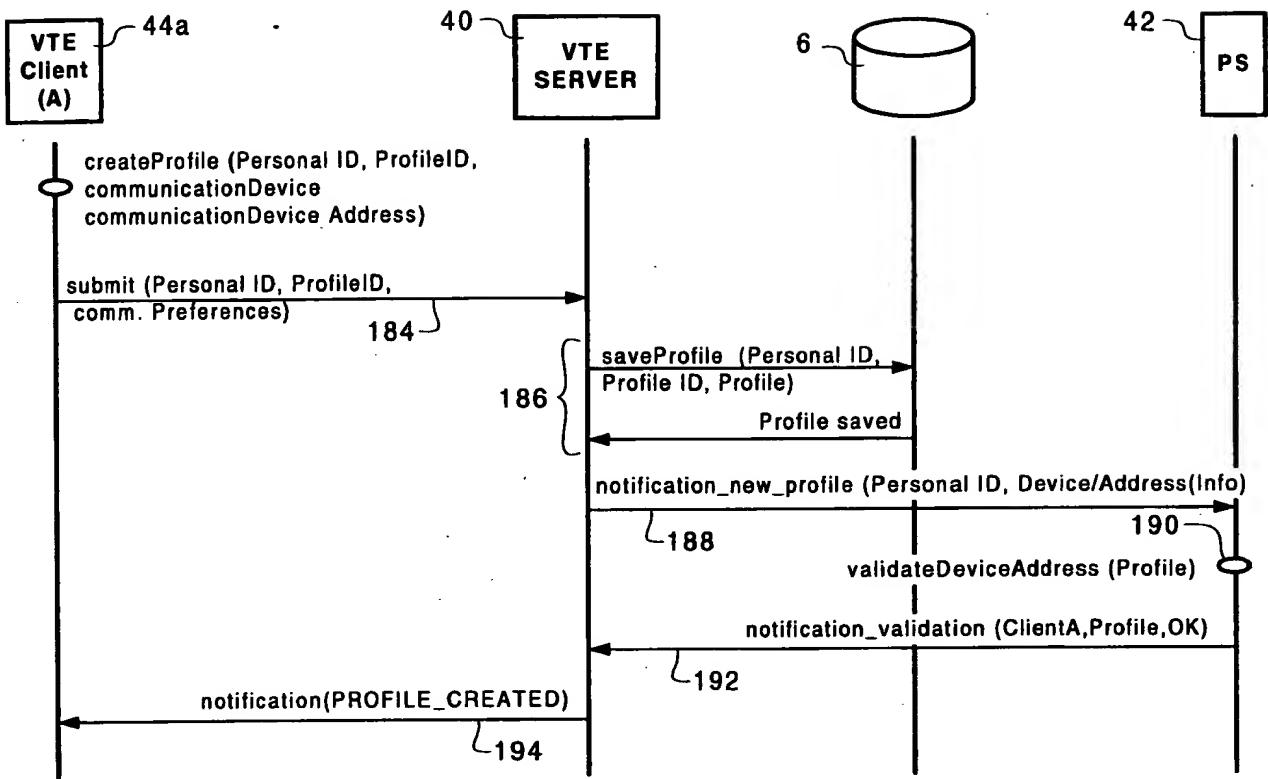 VTE
Client
(A)
44a
40
VTE
SERVER
6
42
PS
createProfile (Personal ID, ProfileID,
communicationDevice
communicationDevice Address)
submit (Personal ID, ProfileID,
comm. Preferences)
184
186
saveProfile (Personal ID,
Profile ID, Profile)
Profile saved
notification_new_profile (Personal ID, Device/Address(Info)
188
190
validateDeviceAddress (Profile)
notification_validation (ClientA,Profile,OK)
192
notification(PROFILE_CREATED)
194